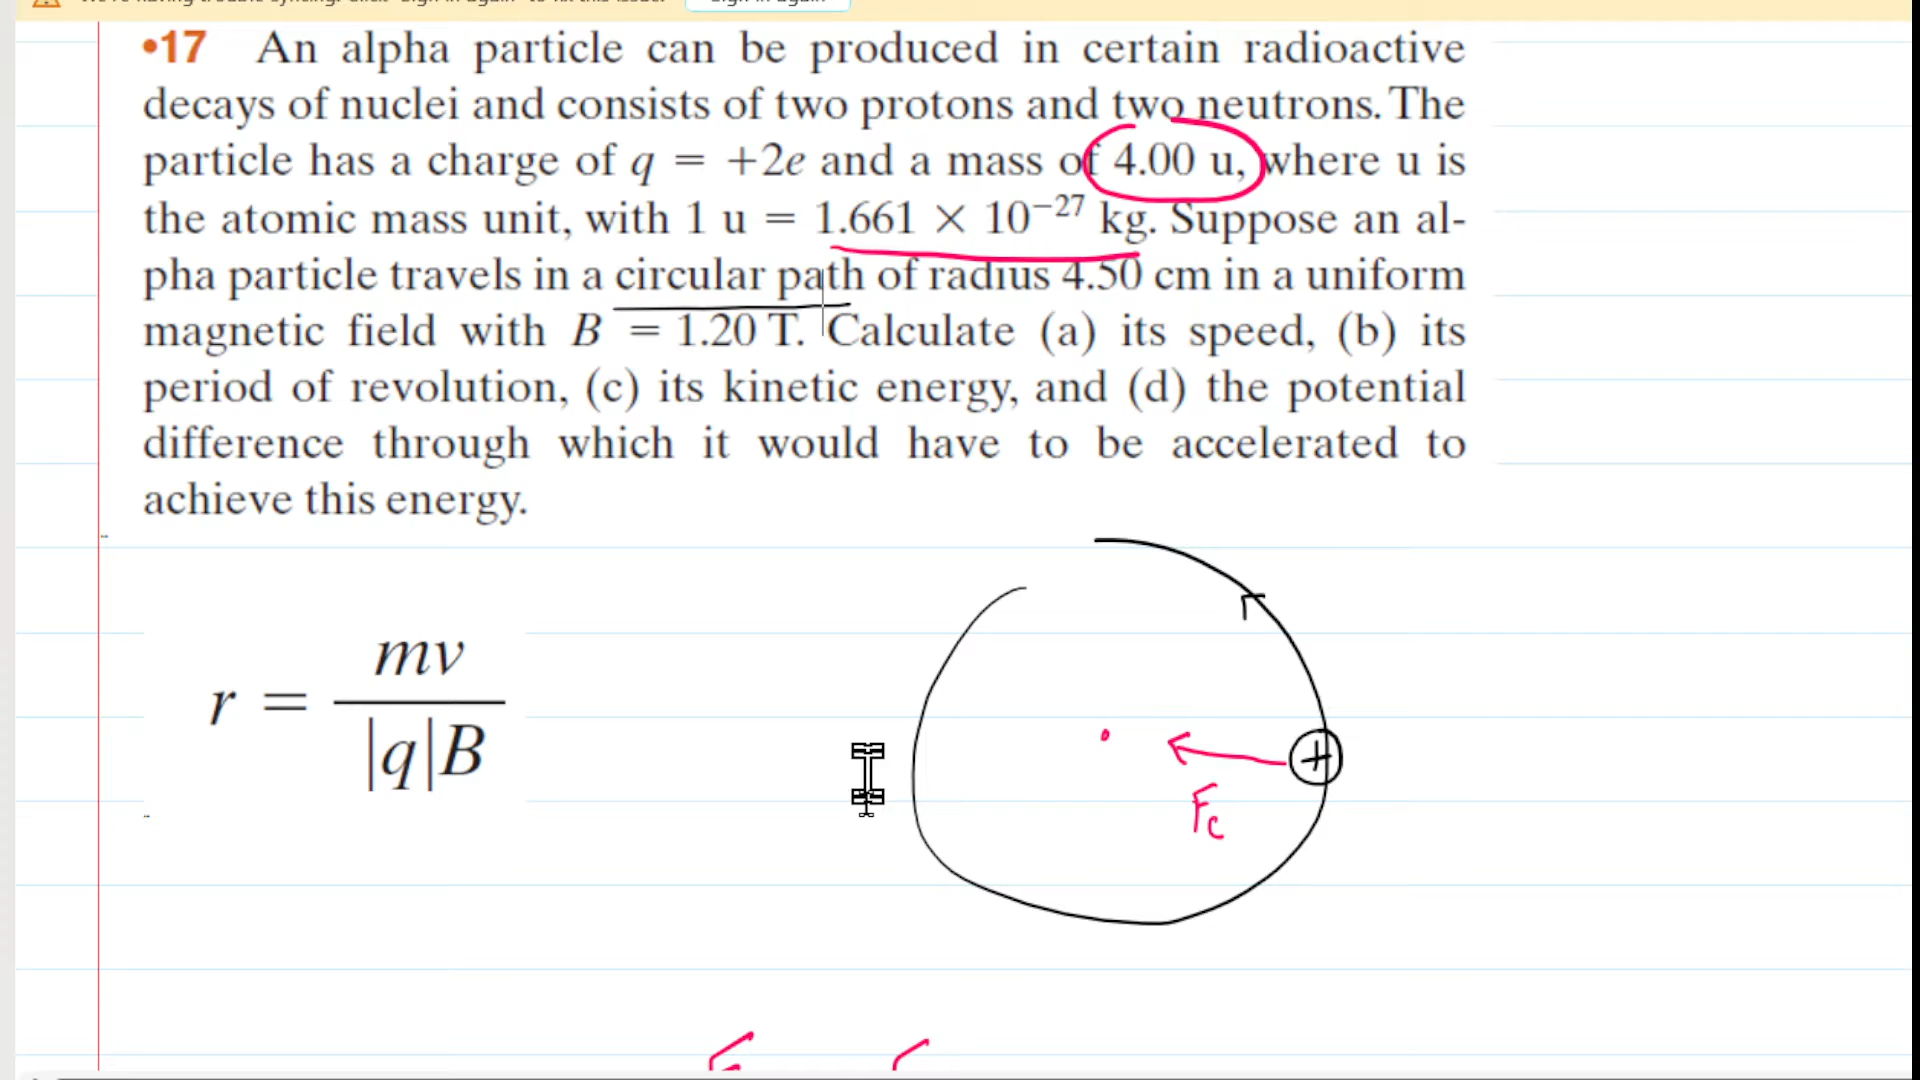 •17 An alpha particle can be produced in certain radioactive
decays of nuclei and consists of two protons and two neutrons. The
particle has a charge of q = +2e and a mass of 4.00 u, where u is
the atomic mass unit, with 1 u = 1.661 × 10⁻²⁷ kg. Suppose an al-
pha particle travels in a circular path of radius 4.50 cm in a uniform
magnetic field with B = 1.20 T. Calculate (a) its speed, (b) its
period of revolution, (c) its kinetic energy, and (d) the potential
difference through which it would have to be accelerated to
achieve this energy.
r = mv / |q|B
+
Fc